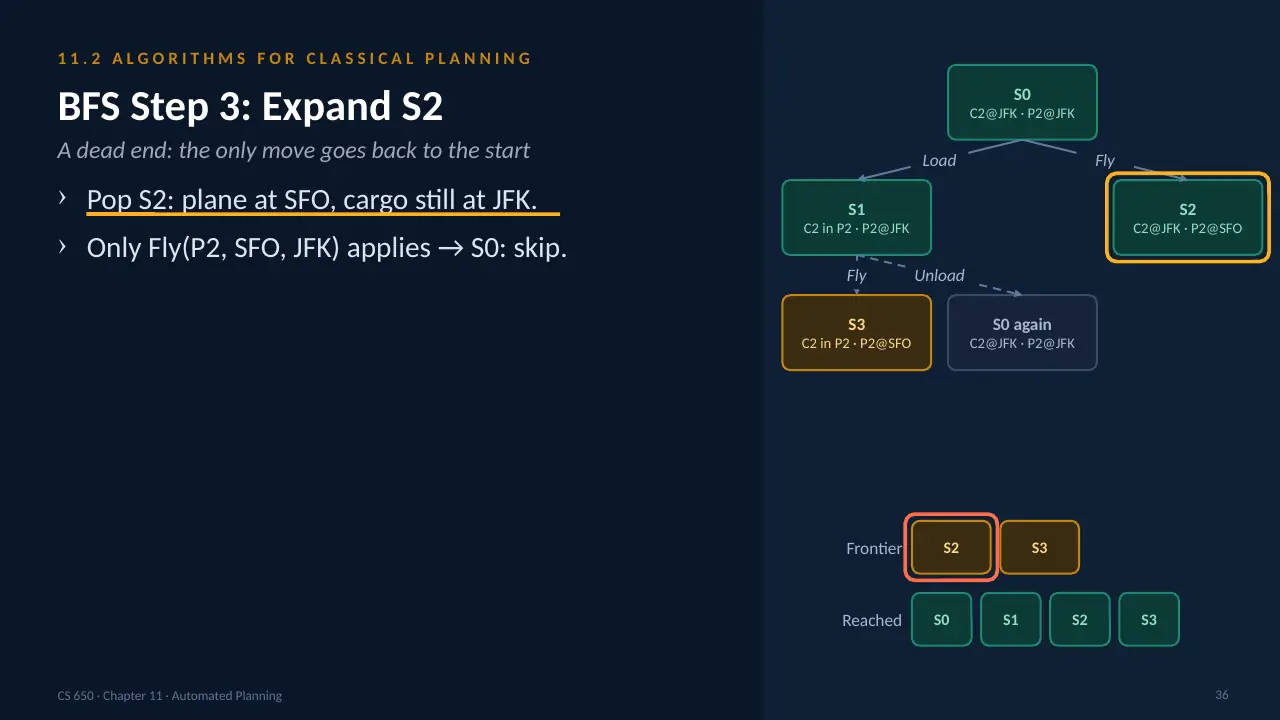 11.2 ALGORITHMS FOR CLASSICAL PLANNING
BFS Step 3: Expand S2
A dead end: the only move goes back to the start
› Pop S2: plane at SFO, cargo still at JFK.
› Only Fly(P2, SFO, JFK) applies → S0: skip.
S0
C2@JFK · P2@JFK
Load
Fly
S1
C2 in P2 · P2@JFK
S2
C2@JFK · P2@SFO
Fly
Unload
S3
C2 in P2 · P2@SFO
S0 again
C2@JFK · P2@JFK
Frontier
S2
S3
Reached
S0
S1
S2
S3
CS 650 · Chapter 11 · Automated Planning
36